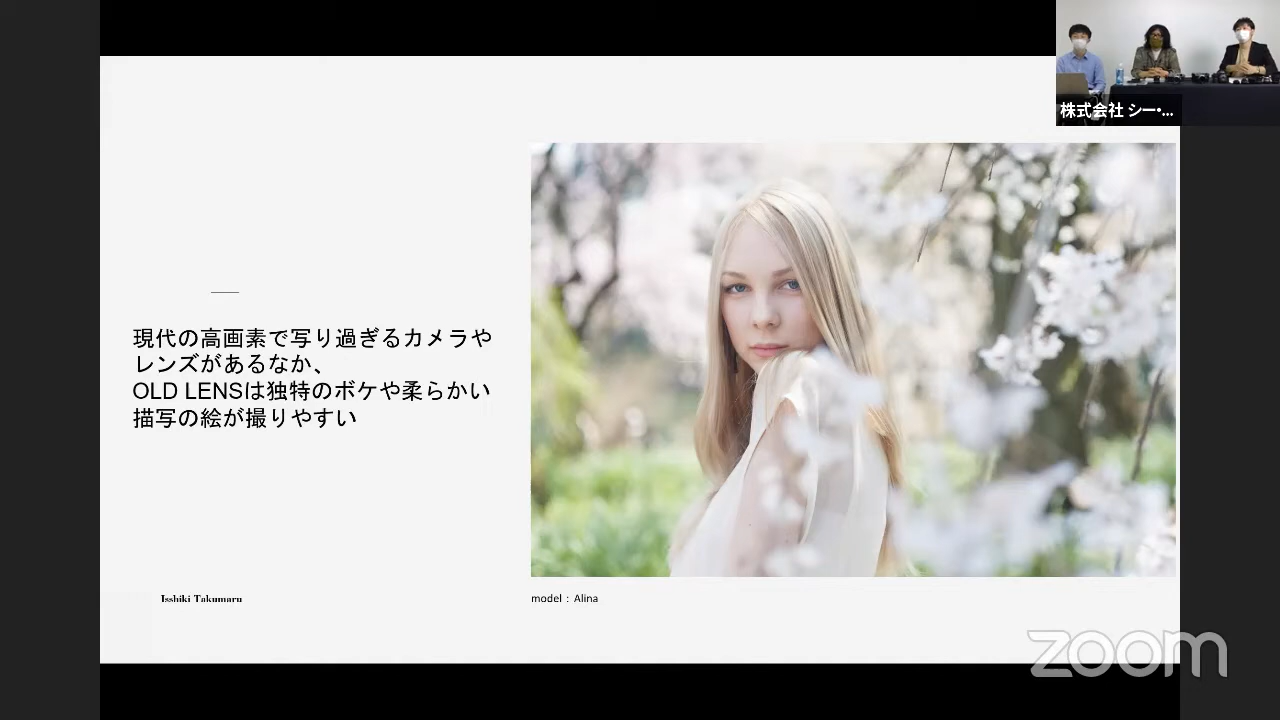 株式会社 シー・...
現代の高画素で写り過ぎるカメラや
レンズがあるなか、
OLD LENSは独特のボケや柔らかい
描写の絵が撮りやすい
Isshiki Takumaru
model : Alina
zoom